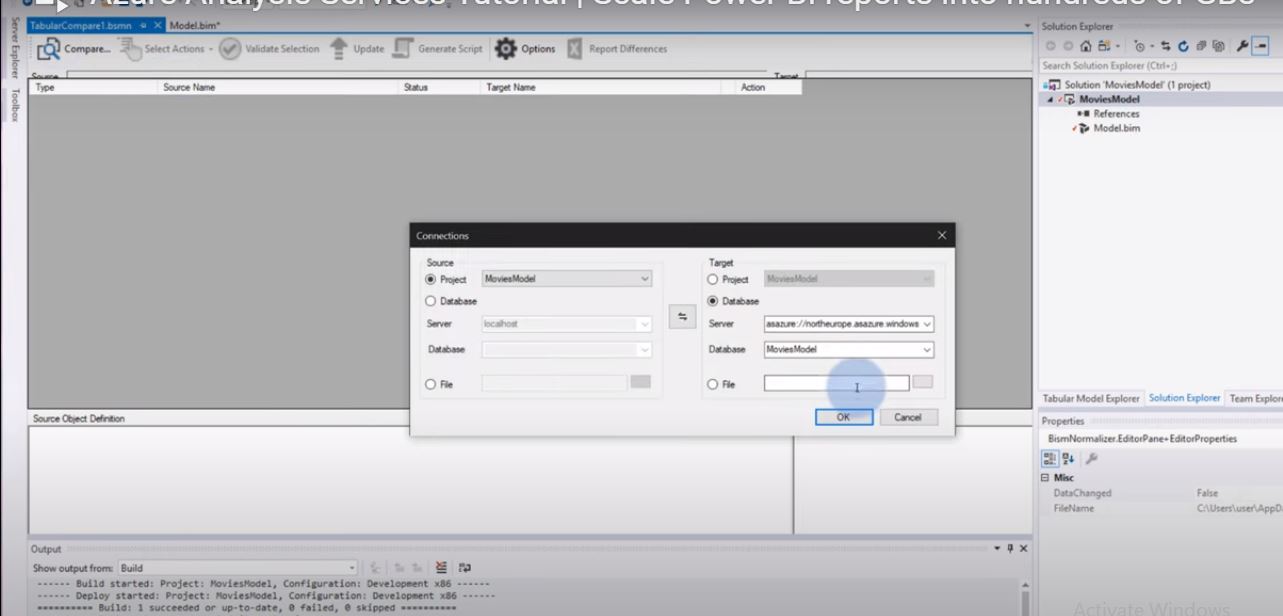 Azure Analysis Services Tutorial | Scale Power BI reports into hundreds of GBs
TabularCompare1.bsmn
Model.bim*
Compare...
Select Actions
Validate Selection
Update
Generate Script
Options
Report Differences
Source
Target
Type
Source Name
Status
Target Name
Action
Server Explorer
Toolbox
Connections
Source
Project
MoviesModel
Database
Server
localhost
Database
File
Target
Project
MoviesModel
Database
Server
asazure://northeurope.asazure.windows
Database
MoviesModel
File
OK
Cancel
Source Object Definition
Output
Show output from:
Build
------ Build started: Project: MoviesModel, Configuration: Development x86 ------
------ Deploy started: Project: MoviesModel, Configuration: Development x86 ------
========== Build: 1 succeeded or up-to-date, 0 failed, 0 skipped ==========
Solution Explorer
Search Solution Explorer (Ctrl+;)
Solution 'MoviesModel' (1 project)
MoviesModel
References
Model.bim
Tabular Model Explorer
Solution Explorer
Team Explore
Properties
BismNormalizer.EditorPane+EditorProperties
Misc
DataChanged
False
FileName
C:\Users\user\AppDa
Activate Windows